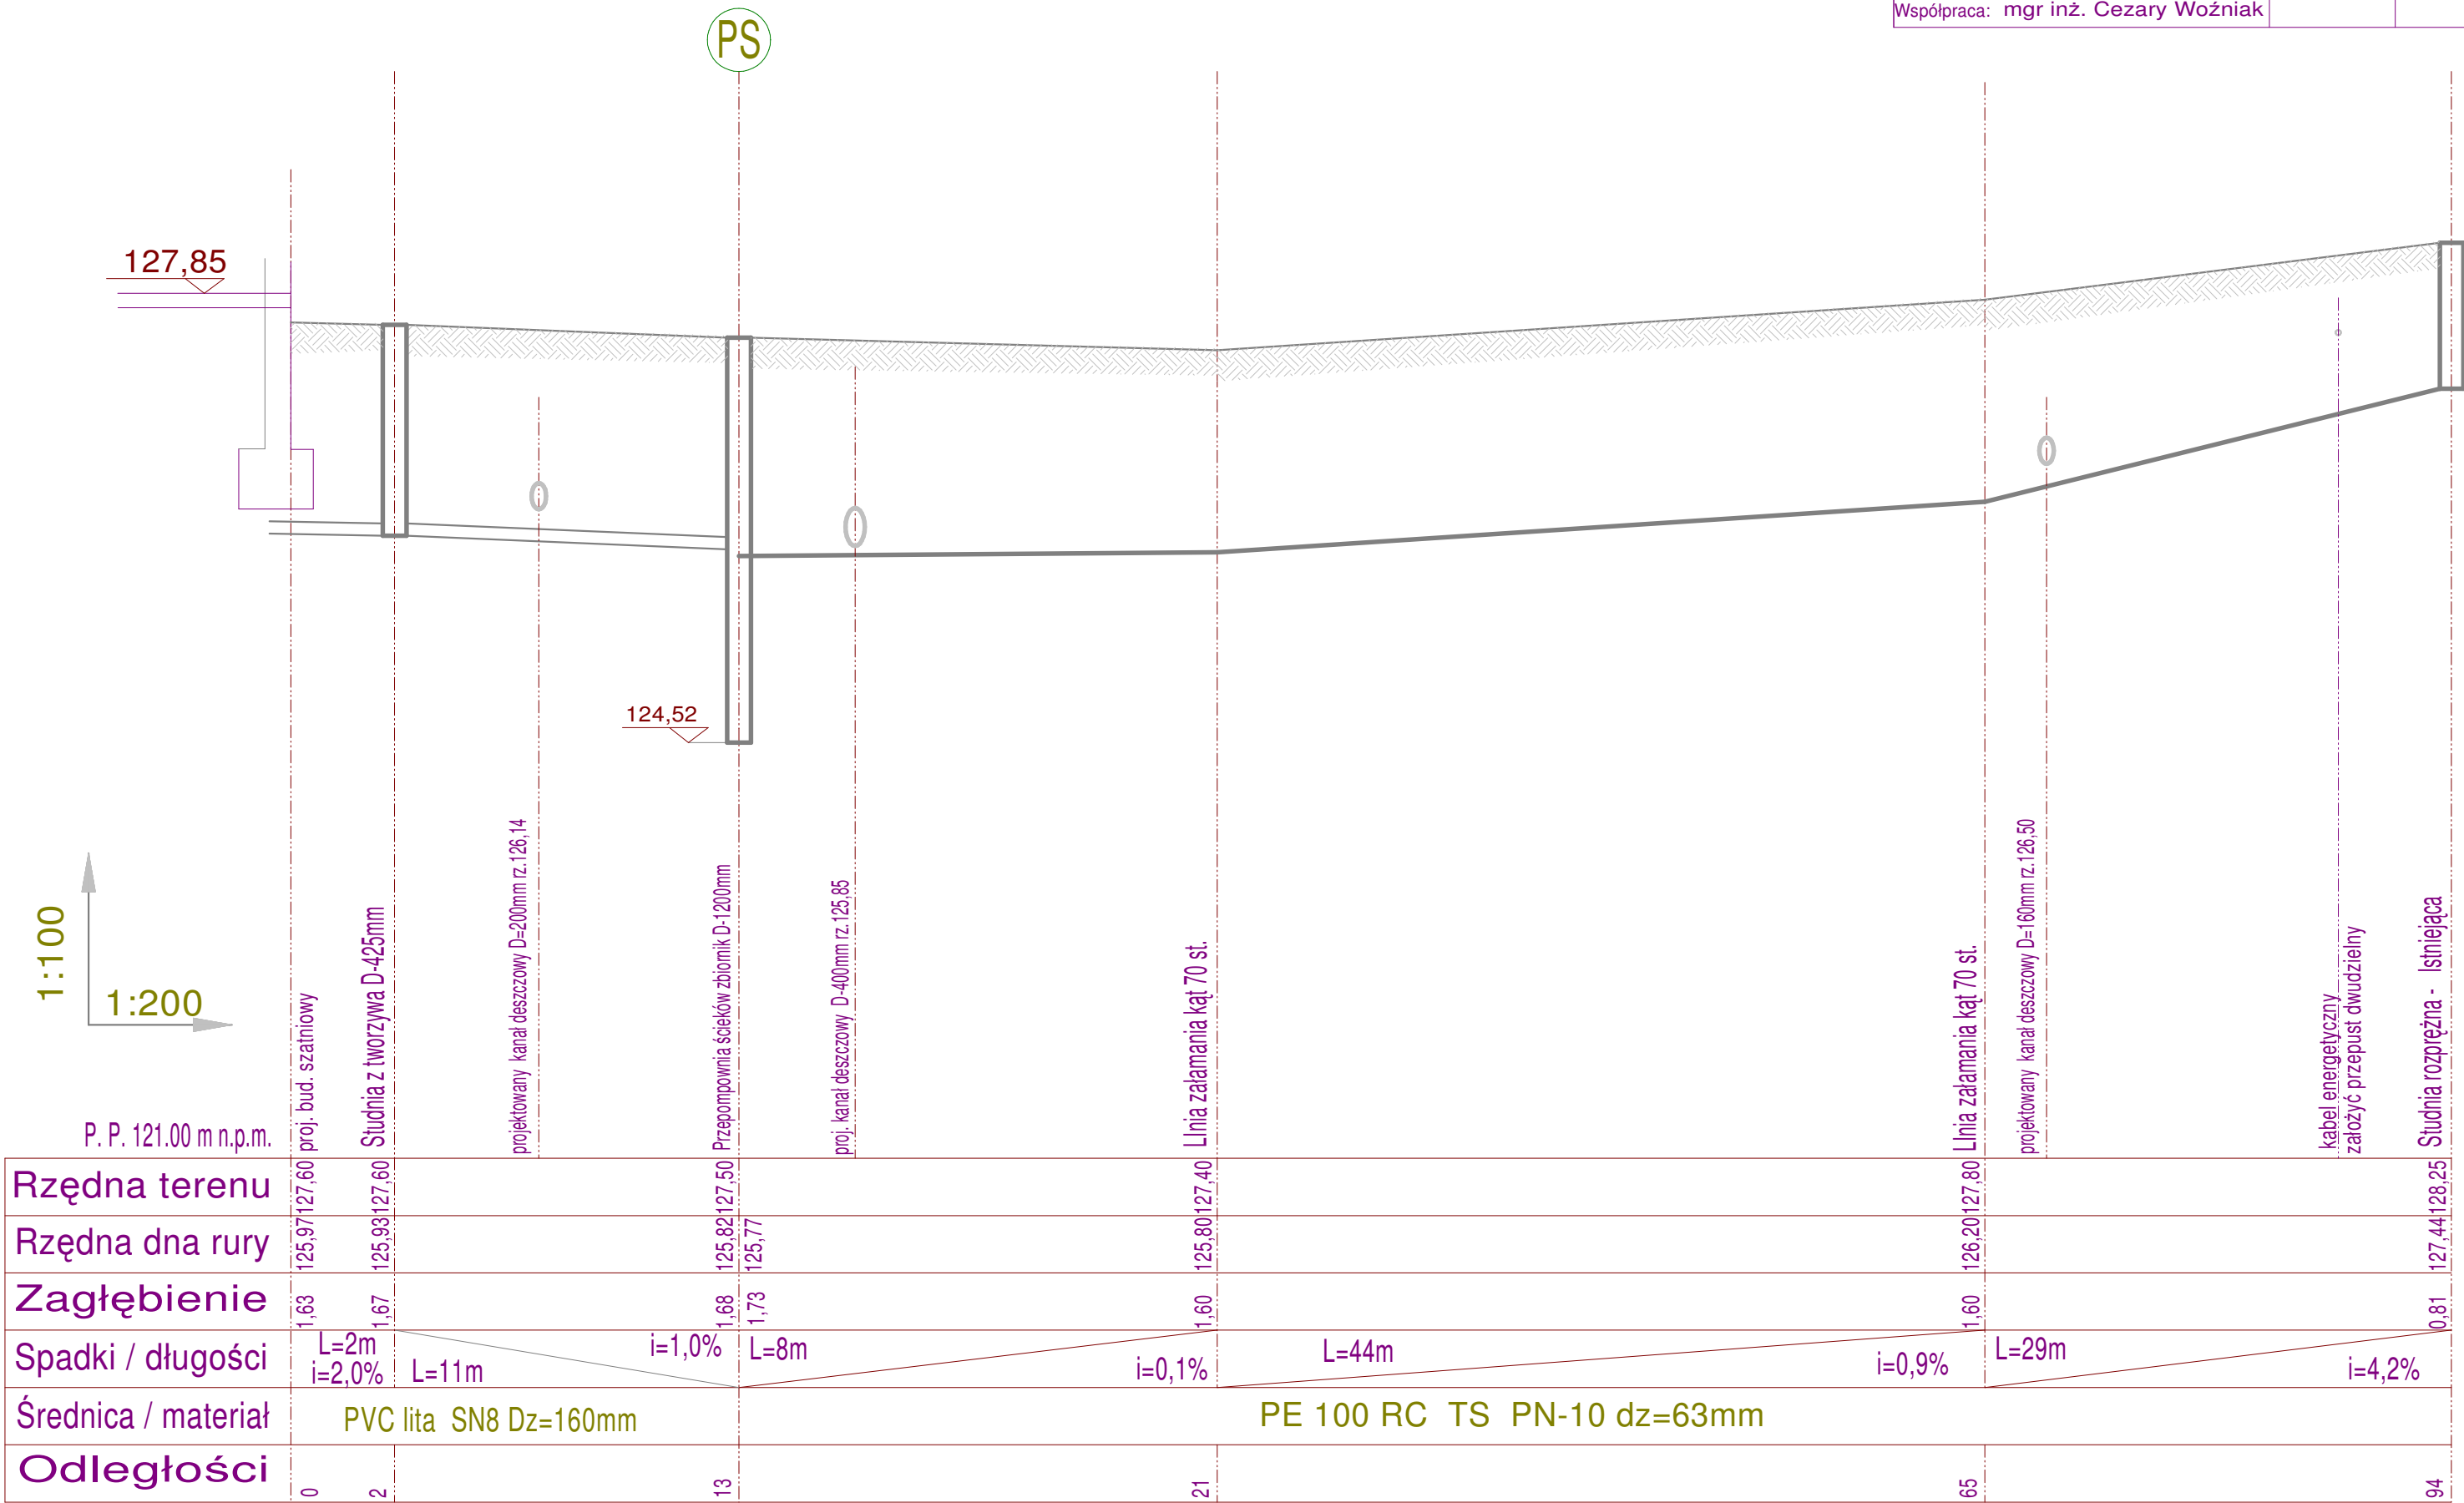 Współpraca: mgr inż. Cezary Woźniak
PS
127,85
124,52
1:100
1:200
P. P. 121.00 m n.p.m.
proj. bud. szatniowy
Studnia z tworzywa D-425mm
projektowany kanał deszczowy D=200mm rz.126,14
Przepompownia ścieków zbiornik D-1200mm
proj. kanał deszczowy D-400mm rz.125,85
LInia załamania kąt 70 st.
LInia załamania kąt 70 st.
projektowany kanał deszczowy D=160mm rz.126,50
kabel energetyczny
założyć przepust dwudzielny
Studnia rozprężna - Istniejąca
Rzędna terenu 127,60 127,60 127,50 127,40 127,80 128,25
Rzędna dna rury 125,97 125,93 125,82 125,77 125,80 126,20 127,44
Zagłębienie 1,63 1,67 1,68 1,73 1,60 1,60 0,81
Spadki / długości L=2m i=2,0% L=11m i=1,0% L=8m i=0,1% L=44m i=0,9% L=29m i=4,2%
Średnica / materiał PVC lita SN8 Dz=160mm PE 100 RC TS PN-10 dz=63mm
Odległości 0 2 13 21 65 94